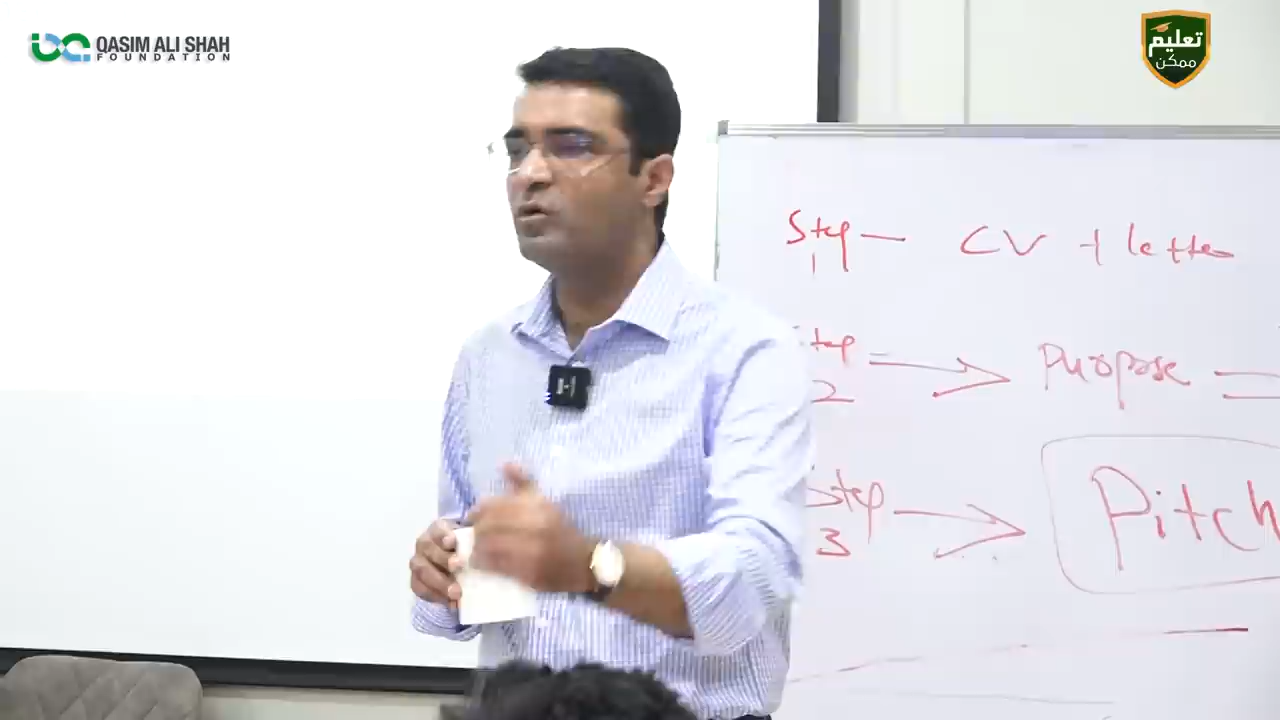 QASIM ALI SHAH
FOUNDATION
تعلیم
ممکن
Step — CV + letter
1
Step → Purpose
2
Step → Pitch
3